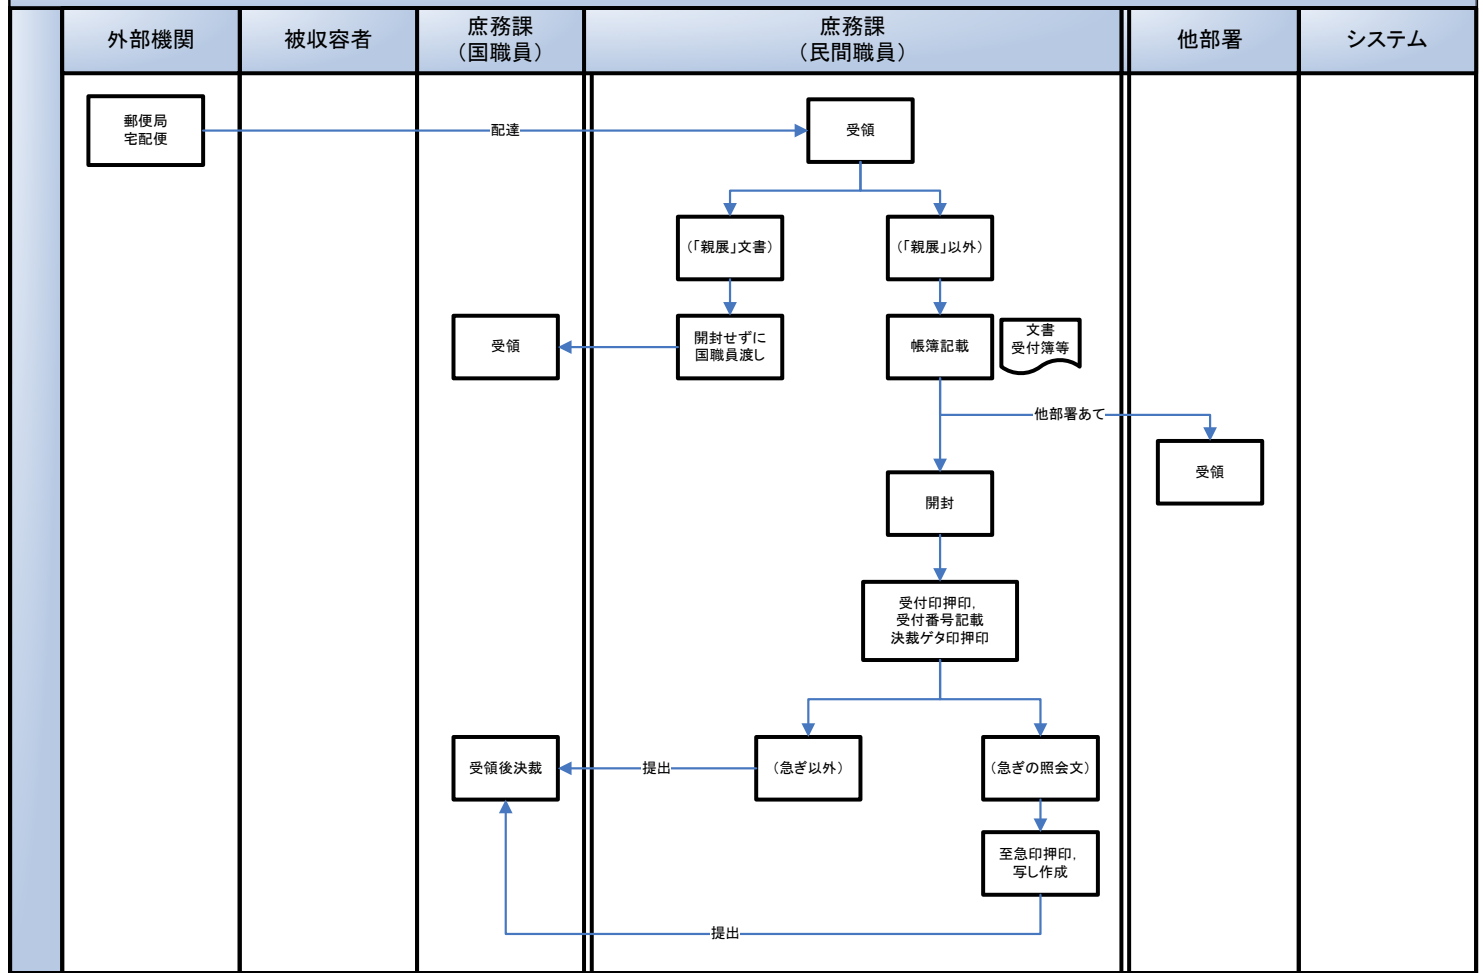 外部機関
被収容者
庶務課
（国職員）
庶務課
（民間職員）
他部署
システム
郵便局
宅配便
配達
受領
（「親展」文書）
（「親展」以外）
受領
開封せずに
国職員渡し
帳簿記載
文書
受付簿等
他部署あて
受領
開封
受付印押印，
受付番号記載
決裁ゲタ印押印
受領後決裁
提出
（急ぎ以外）
（急ぎの照会文）
至急印押印，
写し作成
提出